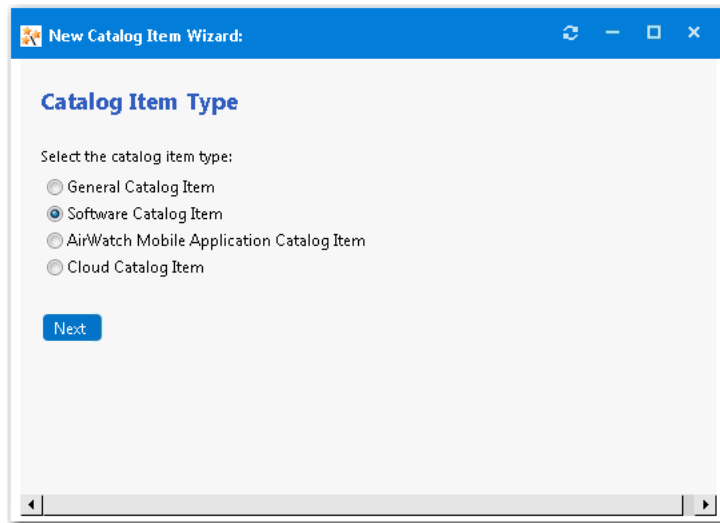 New Catalog Item Wizard:
Catalog Item Type
Select the catalog item type:
General Catalog Item
Software Catalog Item
AirWatch Mobile Application Catalog Item
Cloud Catalog Item
Next